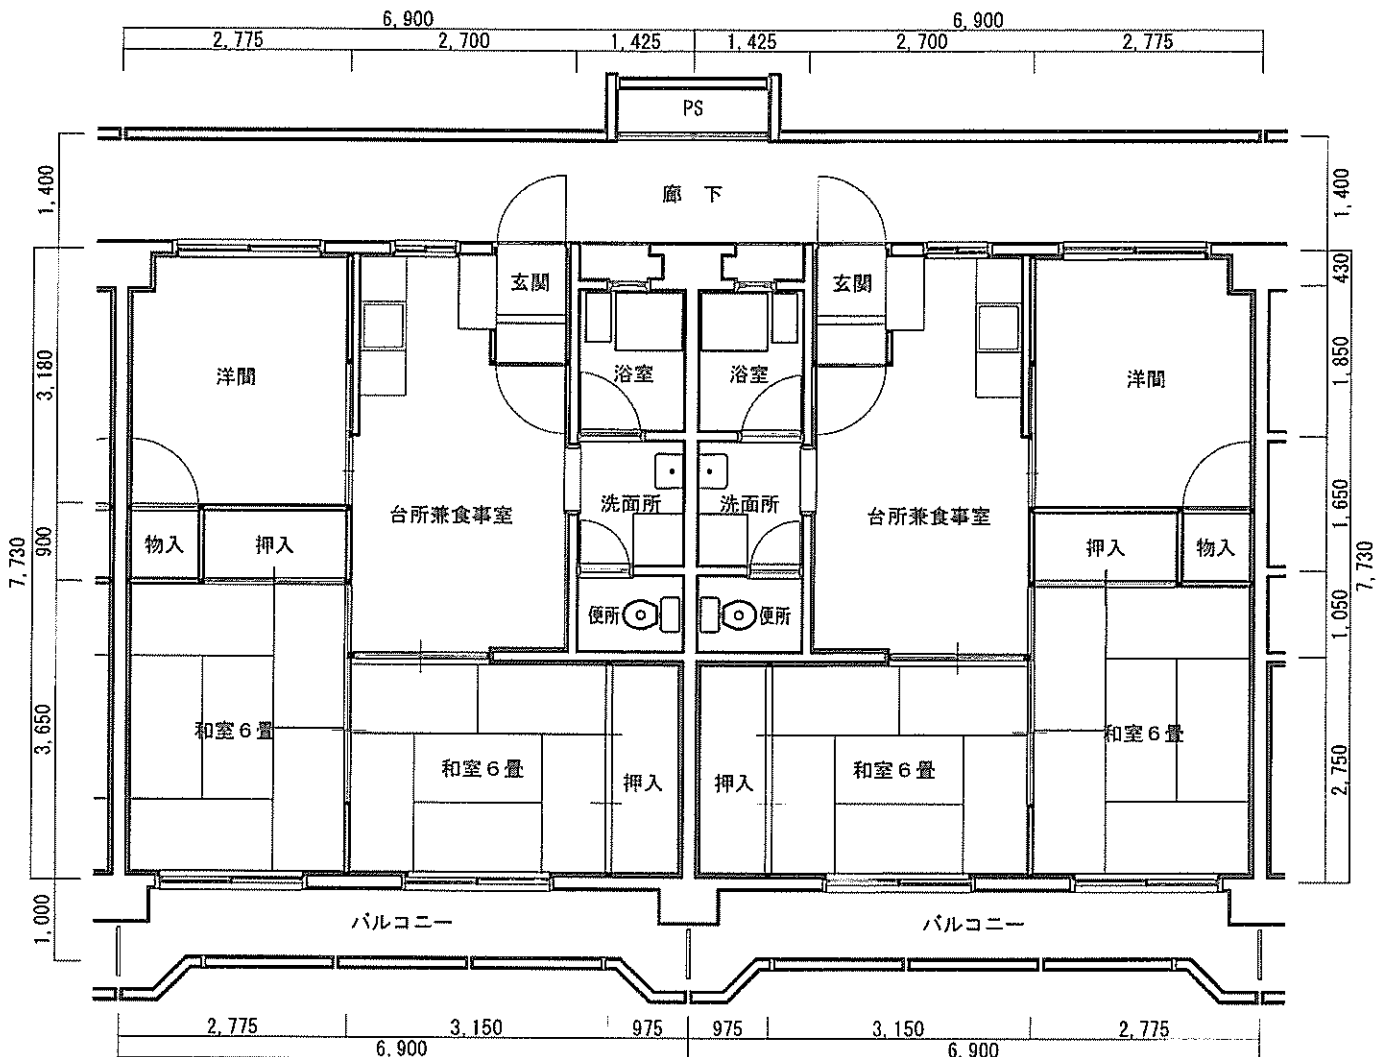 6,900 6,900
2,775 2,700 1,425 1,425 2,700 2,775
PS
1,400 廊 下 1,400
玄関 玄関 430
3,180 洋間 浴室 浴室 洋間 1,850
台所兼食事室 洗面所 洗面所 台所兼食事室 1,650
7,730 900 物入 押入 押入 物入 7,730
便所 便所 1,050
3,650 和室6畳 和室6畳
和室6畳 押入 押入 和室6畳 2,750
1,000 バルコニー バルコニー
2,775 3,150 975 975 3,150 2,775
6,900 6,900